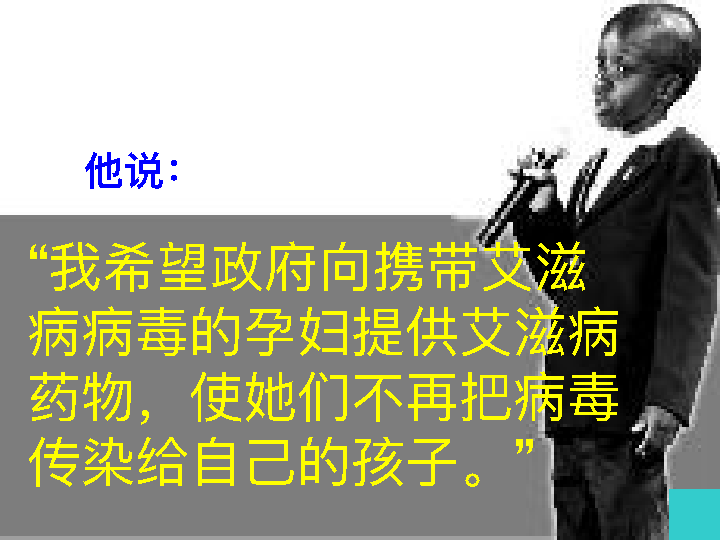 他说：
“我希望政府向携带艾滋
病病毒的孕妇提供艾滋病
药物，使她们不再把病毒
传染给自己的孩子。”